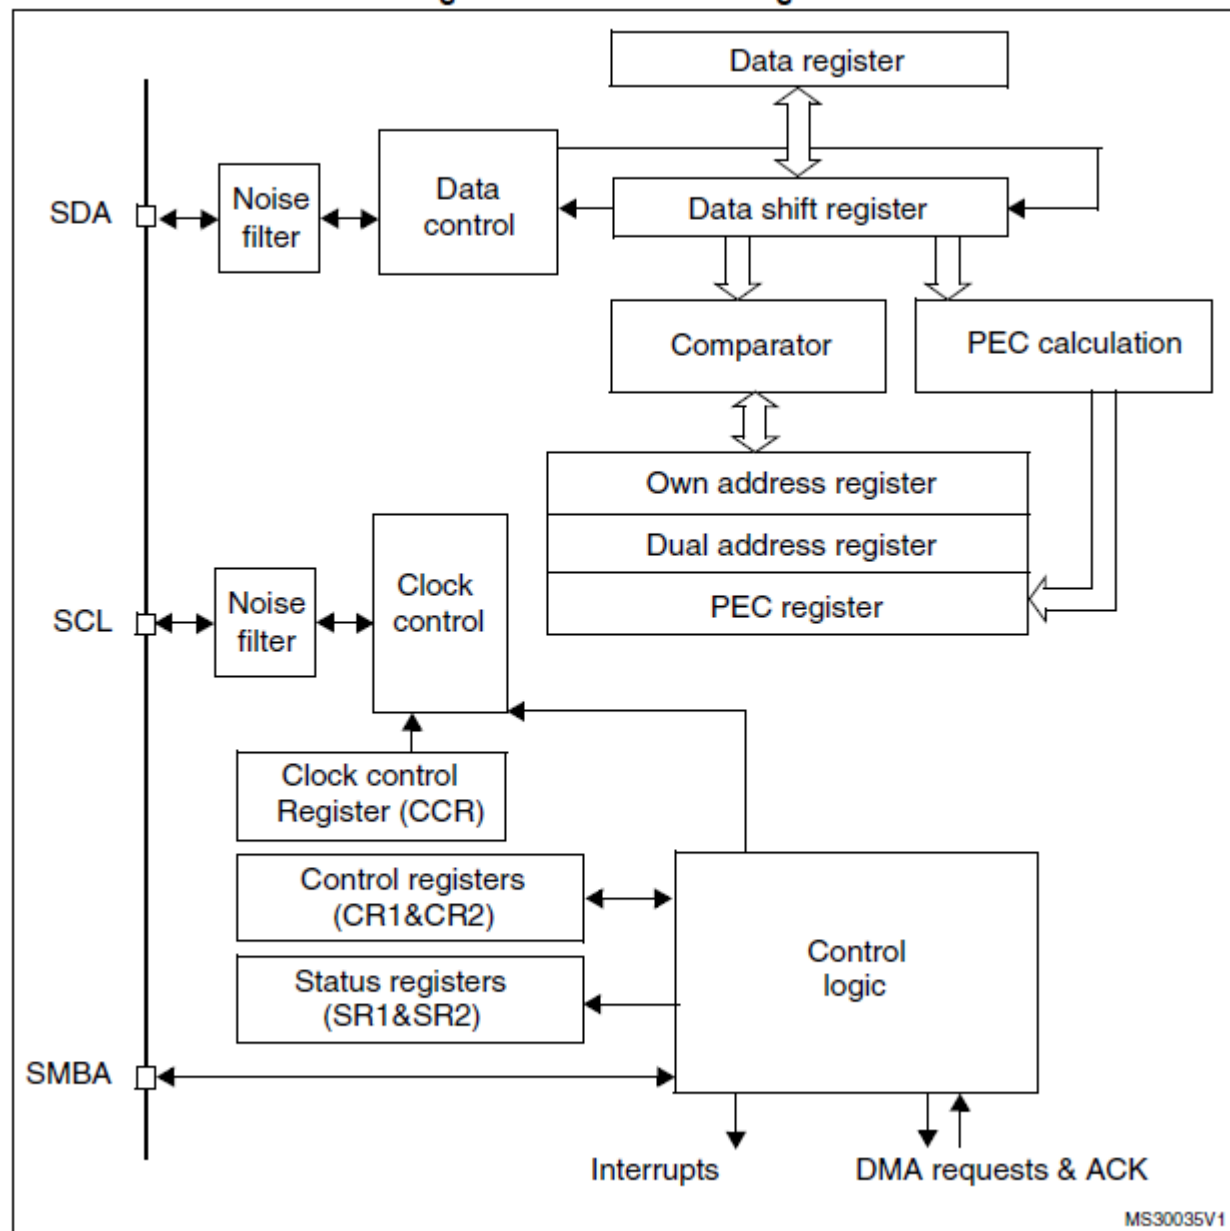 Data register
SDA
Noise
filter
Data
control
Data shift register
Comparator
PEC calculation
Own address register
Dual address register
PEC register
SCL
Noise
filter
Clock
control
Clock control
Register (CCR)
Control registers
(CR1&CR2)
Status registers
(SR1&SR2)
Control
logic
SMBA
Interrupts
DMA requests & ACK
MS30035V1